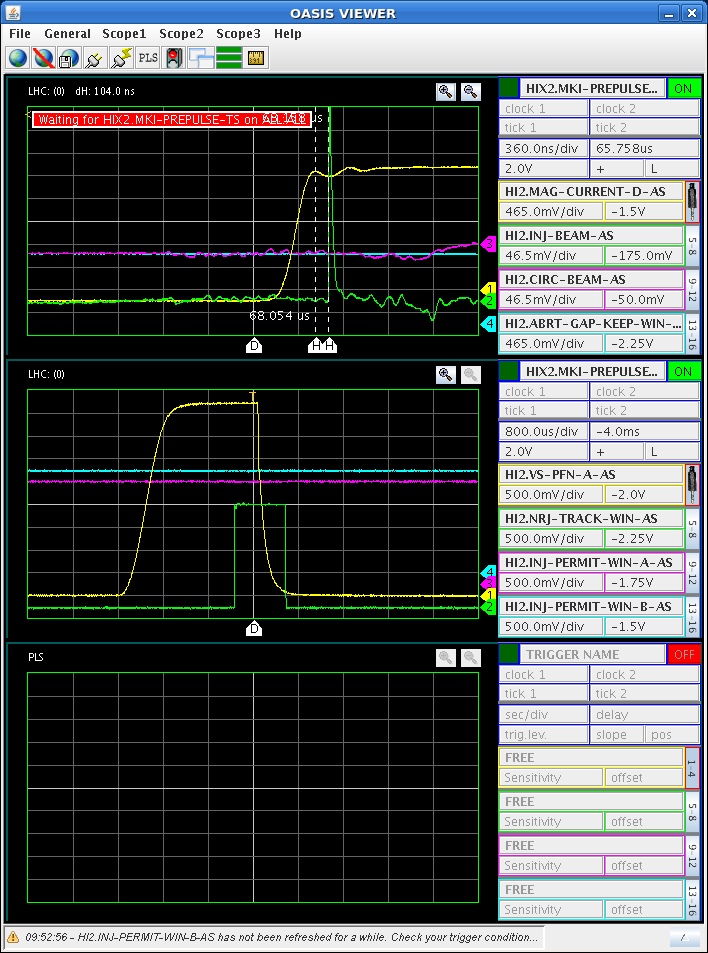 OASIS VIEWER
File General Scope1 Scope2 Scope3 Help
PLS
LHC: (0) dH: 104.0 ns
Waiting for HIX2.MKI-PREPULSE-TS on
68.158 us
68.054 us
D H H
3
1
2
4
HIX2.MKI-PREPULSE... ON
clock 1 clock 2
tick 1 tick 2
360.0ns/div 65.758us
2.0V + L
HI2.MAG-CURRENT-D-AS
465.0mV/div -1.5V
HI2.INJ-BEAM-AS 5-8
46.5mV/div -175.0mV
HI2.CIRC-BEAM-AS 9-12
46.5mV/div -50.0mV
HI2.ABRT-GAP-KEEP-WIN-... 13-16
465.0mV/div -2.25V
LHC: (0)
4
3
1
2
D
HIX2.MKI-PREPULSE... ON
clock 1 clock 2
tick 1 tick 2
800.0us/div -4.0ms
2.0V + L
HI2.VS-PFN-A-AS
500.0mV/div -2.0V
HI2.NRJ-TRACK-WIN-AS 5-8
500.0mV/div -2.25V
HI2.INJ-PERMIT-WIN-A-AS 9-12
500.0mV/div -1.75V
HI2.INJ-PERMIT-WIN-B-AS 13-16
500.0mV/div -1.5V
PLS
TRIGGER NAME OFF
clock 1 clock 2
tick 1 tick 2
sec/div delay
trig.lev. slope pos
FREE 1-4
Sensitivity offset
FREE 5-8
Sensitivity offset
FREE 9-12
Sensitivity offset
FREE 13-16
Sensitivity offset
09:52:56 - HI2.INJ-PERMIT-WIN-B-AS has not been refreshed for a while. Check your trigger condition...